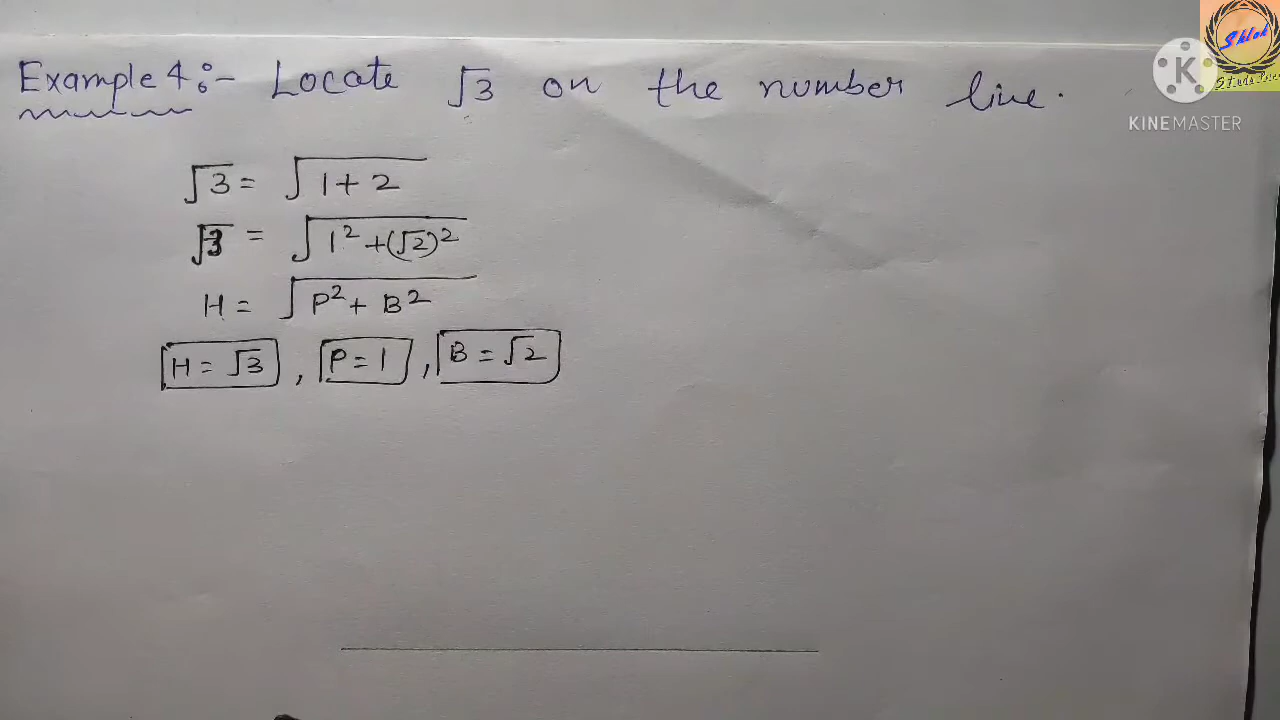 Example 4:- Locate √3 on the number line.
√3 = √1+2
√3 = √1²+(√2)²
H = √P²+B²
H = √3 , P = 1 , B = √2
K
KINEMASTER
Shlok